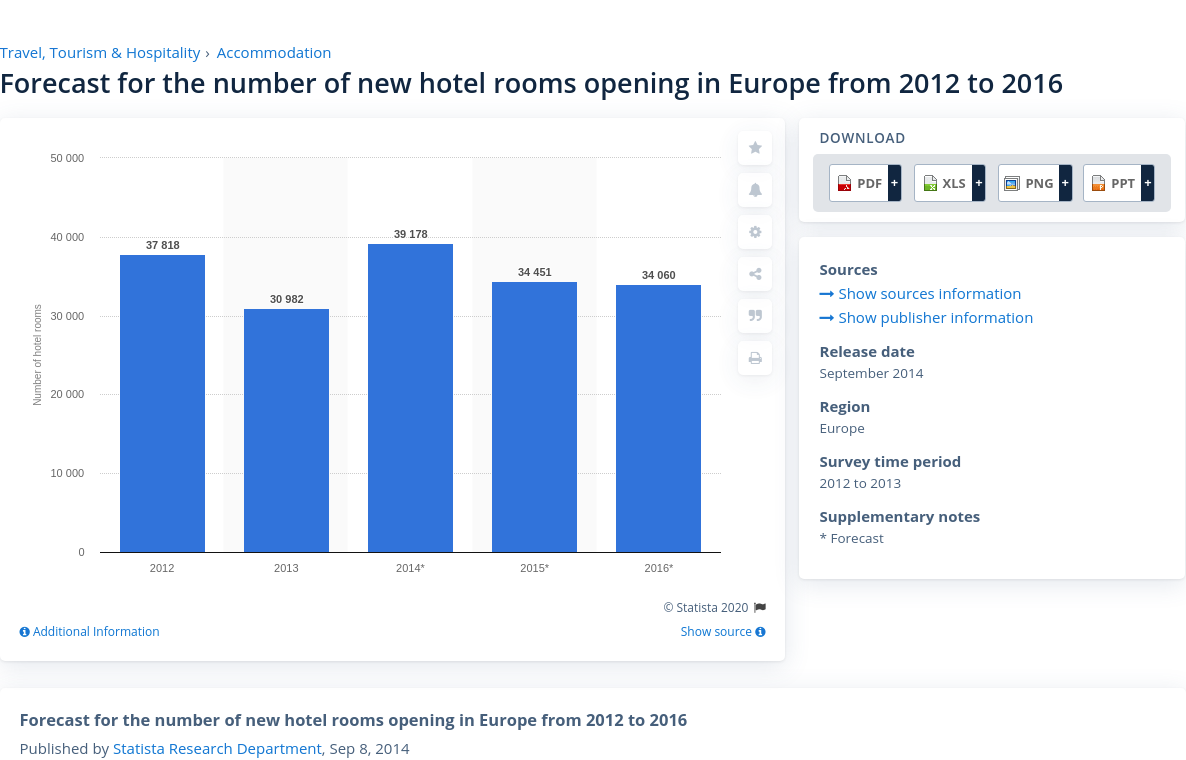 Travel, Tourism & Hospitality › Accommodation
Forecast for the number of new hotel rooms opening in Europe from 2012 to 2016
50 000
40 000
30 000
20 000
10 000
0
Number of hotel rooms
37 818
30 982
39 178
34 451
34 060
2012
2013
2014*
2015*
2016*
© Statista 2020
Additional Information
Show source
DOWNLOAD
PDF +
XLS +
PNG +
PPT +
Sources
Show sources information
Show publisher information
Release date
September 2014
Region
Europe
Survey time period
2012 to 2013
Supplementary notes
* Forecast
Forecast for the number of new hotel rooms opening in Europe from 2012 to 2016
Published by Statista Research Department, Sep 8, 2014